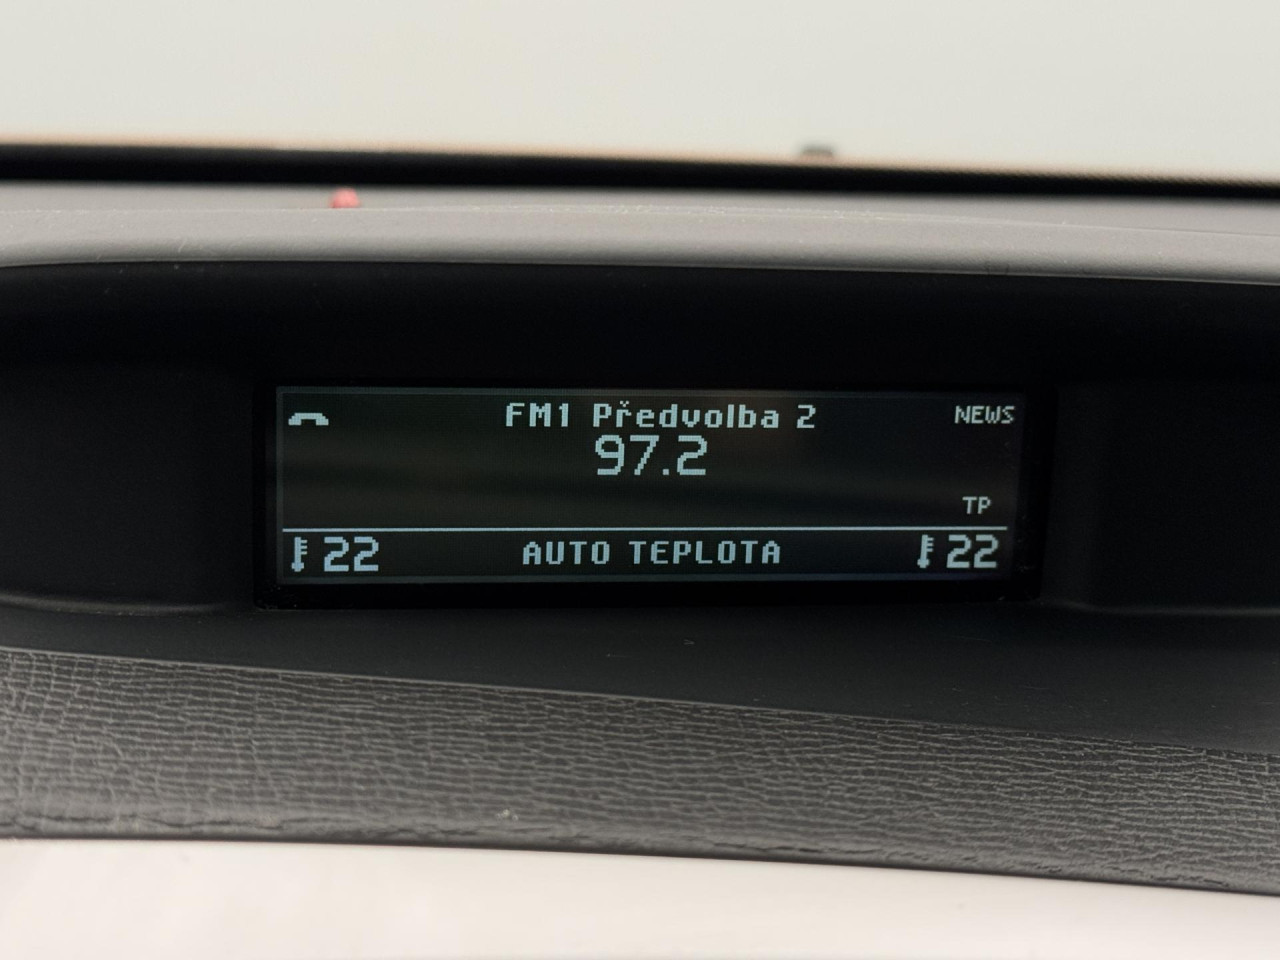 FM1 Předvolba 2
NEWS
97.2
TP
22 AUTO TEPLOTA 22